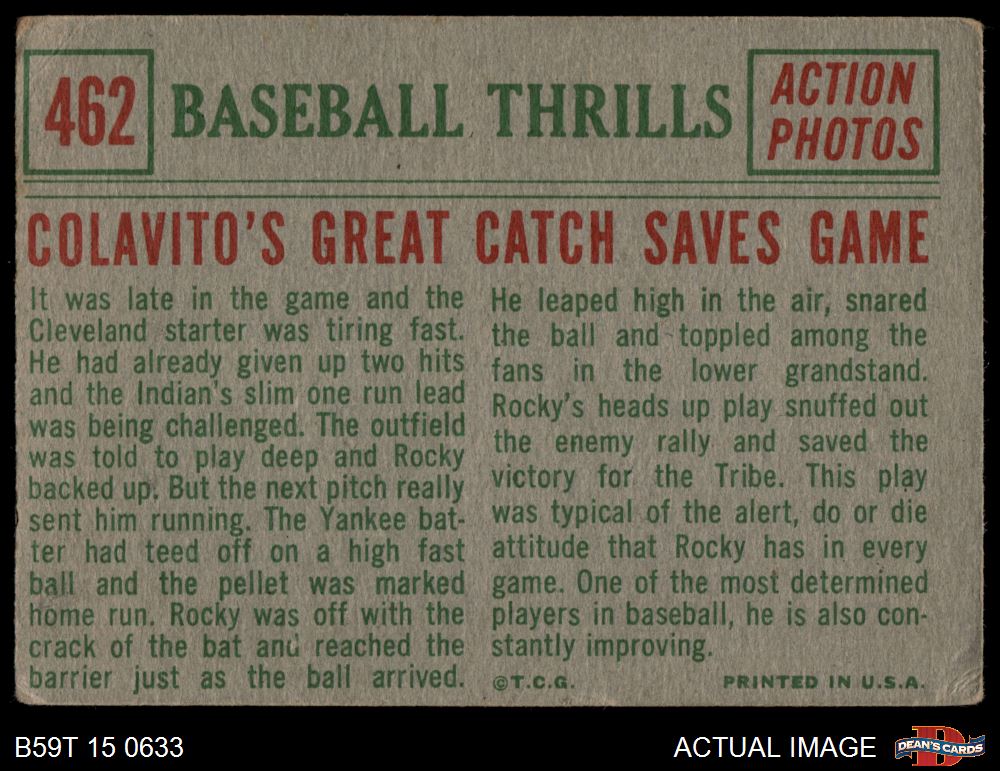 462
BASEBALL THRILLS
ACTION
PHOTOS
COLAVITO'S GREAT CATCH SAVES GAME
It was late in the game and the
Cleveland starter was tiring fast.
He had already given up two hits
and the Indian's slim one run lead
was being challenged. The outfield
was told to play deep and Rocky
backed up. But the next pitch really
sent him running. The Yankee bat-
ter had teed off on a high fast
ball and the pellet was marked
home run. Rocky was off with the
crack of the bat and reached the
barrier just as the ball arrived.
He leaped high in the air, snared
the ball and toppled among the
fans in the lower grandstand.
Rocky's heads up play snuffed out
the enemy rally and saved the
victory for the Tribe. This play
was typical of the alert, do or die
attitude that Rocky has in every
game. One of the most determined
players in baseball, he is also con-
stantly improving.
©T.C.G.
PRINTED IN U.S.A.
B59T 15 0633
ACTUAL IMAGE
D
DEAN'S CARDS